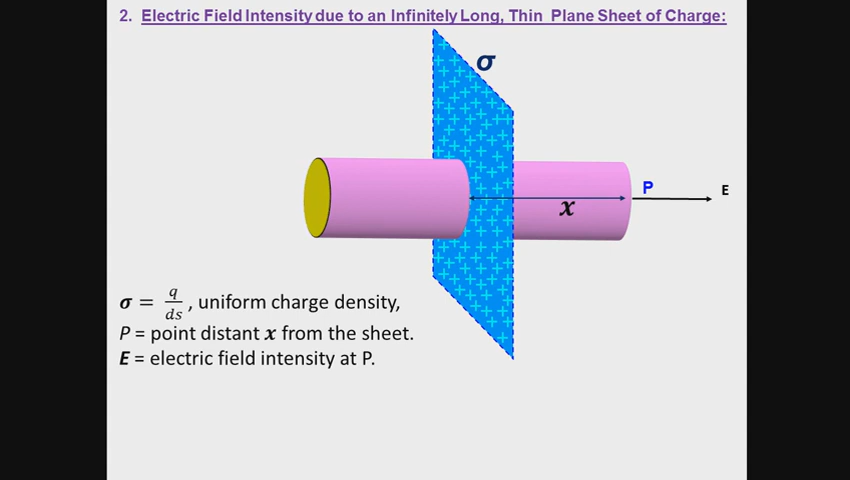 2. Electric Field Intensity due to an Infinitely Long, Thin Plane Sheet of Charge:
σ
P
E
x
σ = q/ds , uniform charge density,
P = point distant x from the sheet.
E = electric field intensity at P.